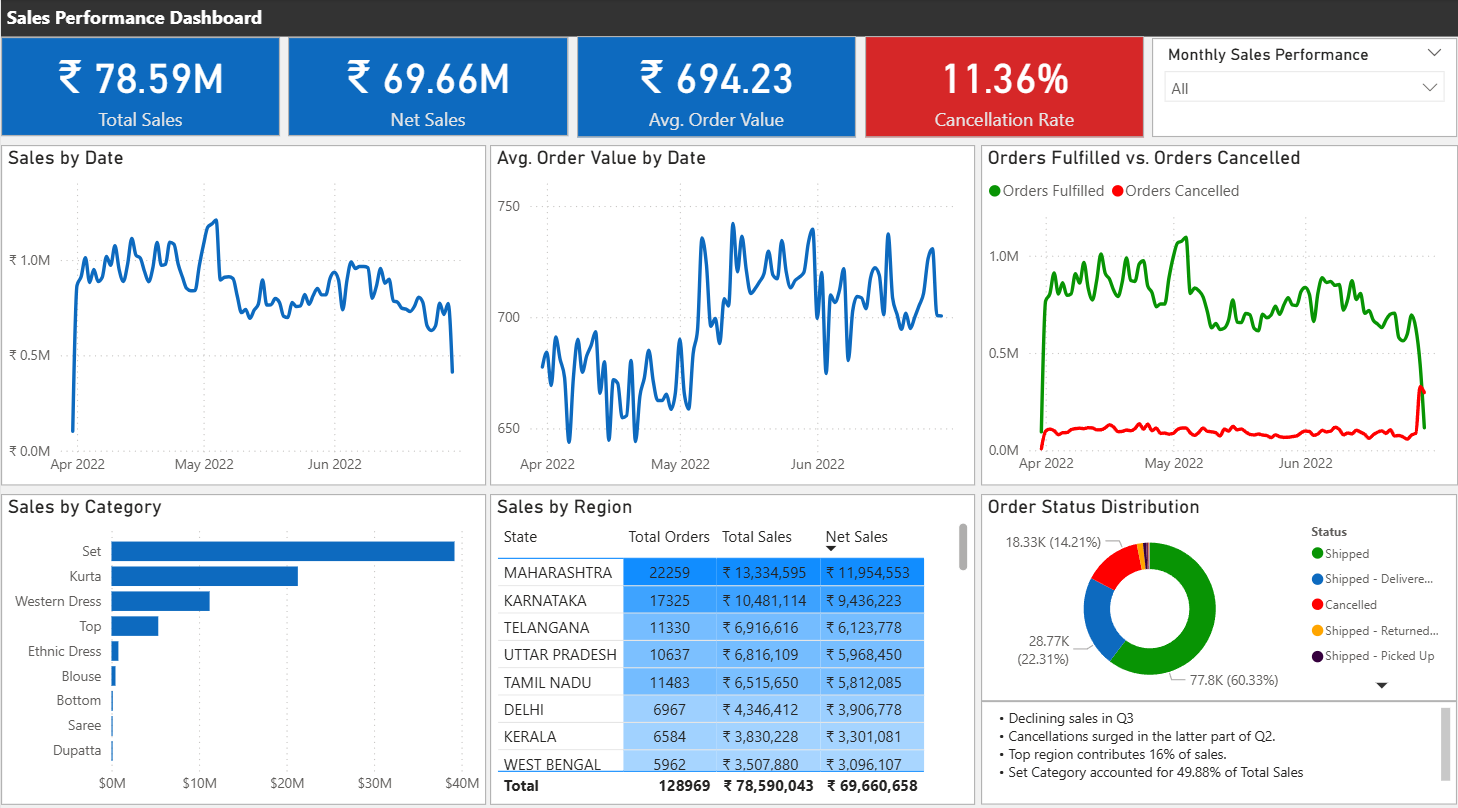 Sales Performance Dashboard
₹ 78.59M
Total Sales
₹ 69.66M
Net Sales
₹ 694.23
Avg. Order Value
11.36%
Cancellation Rate
Monthly Sales Performance
All
Sales by Date
₹ 1.0M
₹ 0.5M
₹ 0.0M
Apr 2022 May 2022 Jun 2022
Avg. Order Value by Date
750
700
650
Apr 2022 May 2022 Jun 2022
Orders Fulfilled vs. Orders Cancelled
Orders Fulfilled Orders Cancelled
1.0M
0.5M
0.0M
Apr 2022 May 2022 Jun 2022
Sales by Category
Set
Kurta
Western Dress
Top
Ethnic Dress
Blouse
Bottom
Saree
Dupatta
$0M $10M $20M $30M $40M
Sales by Region
State Total Orders Total Sales Net Sales
MAHARASHTRA 22259 ₹ 13,334,595 ₹ 11,954,553
KARNATAKA 17325 ₹ 10,481,114 ₹ 9,436,223
TELANGANA 11330 ₹ 6,916,616 ₹ 6,123,778
UTTAR PRADESH 10637 ₹ 6,816,109 ₹ 5,968,450
TAMIL NADU 11483 ₹ 6,515,650 ₹ 5,812,085
DELHI 6967 ₹ 4,346,412 ₹ 3,906,778
KERALA 6584 ₹ 3,830,228 ₹ 3,301,081
WEST BENGAL 5962 ₹ 3,507,880 ₹ 3,096,107
Total 128969 ₹ 78,590,043 ₹ 69,660,658
Order Status Distribution
18.33K (14.21%)
28.77K
(22.31%)
77.8K (60.33%)
Status
Shipped
Shipped - Delivere...
Cancelled
Shipped - Returned...
Shipped - Picked Up
• Declining sales in Q3
• Cancellations surged in the latter part of Q2.
• Top region contributes 16% of sales.
• Set Category accounted for 49.88% of Total Sales